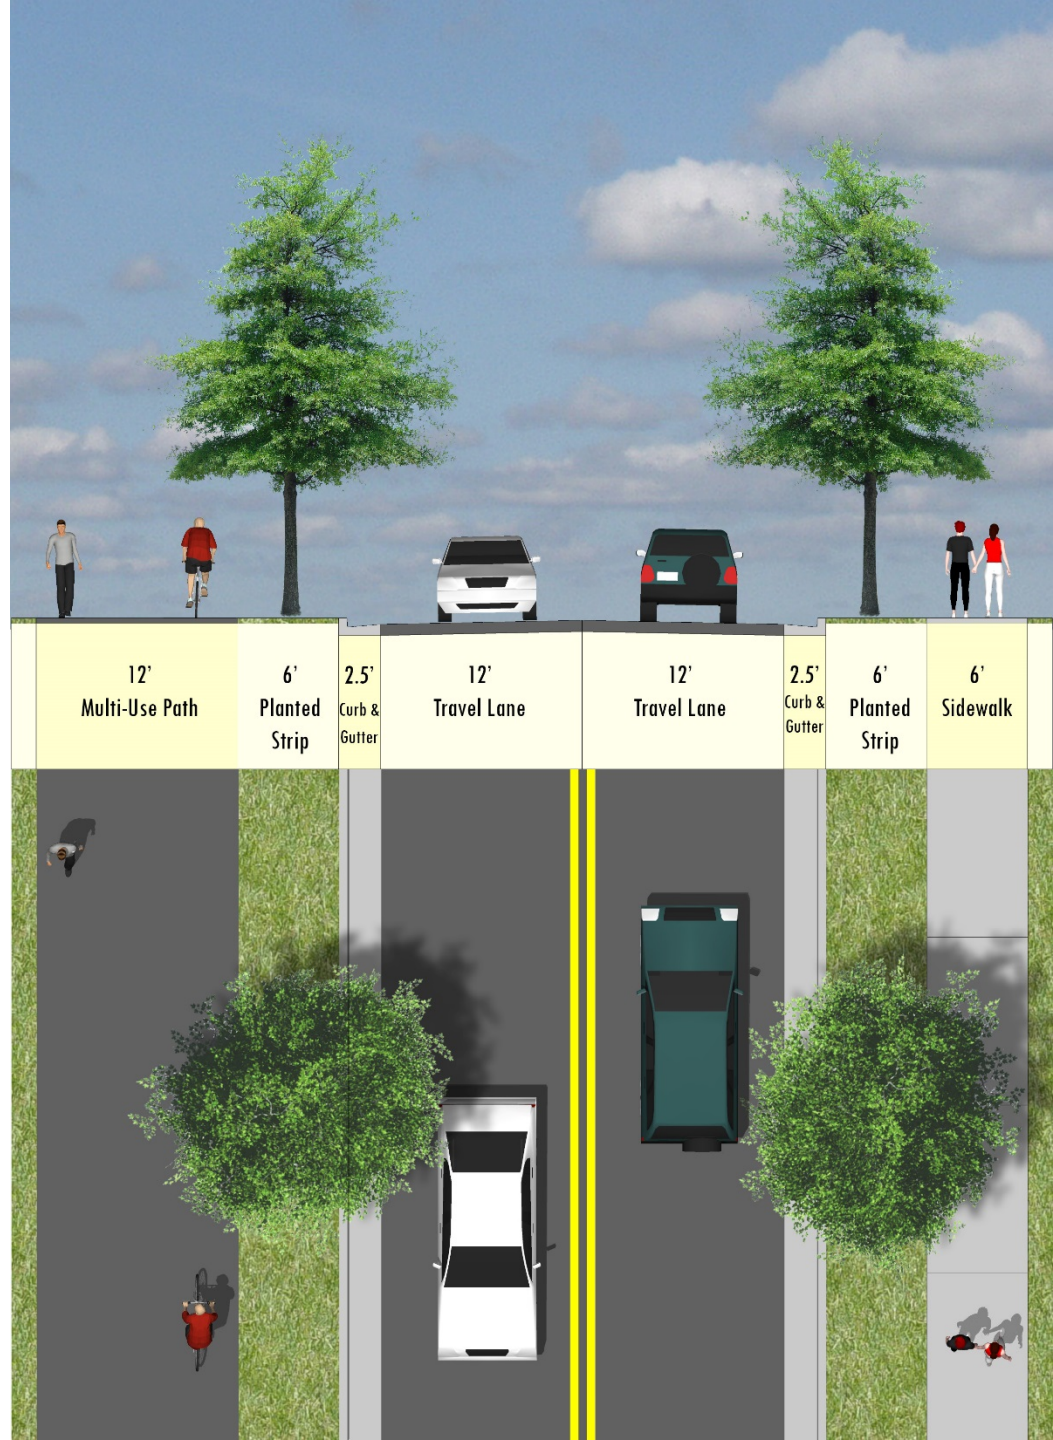 12’
Multi-Use Path
6’
Planted
Strip
2.5’
Curb &
Gutter
12’
Travel Lane
12’
Travel Lane
2.5’
Curb &
Gutter
6’
Planted
Strip
6’
Sidewalk